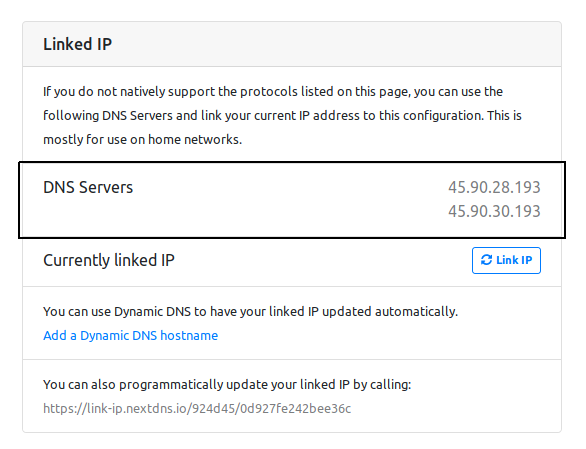 Linked IP
If you do not natively support the protocols listed on this page, you can use the
following DNS Servers and link your current IP address to this configuration. This is
mostly for use on home networks.
DNS Servers
45.90.28.193
45.90.30.193
Currently linked IP
Link IP
You can use Dynamic DNS to have your linked IP updated automatically.
Add a Dynamic DNS hostname
You can also programmatically update your linked IP by calling:
https://link-ip.nextdns.io/924d45/0d927fe242bee36c